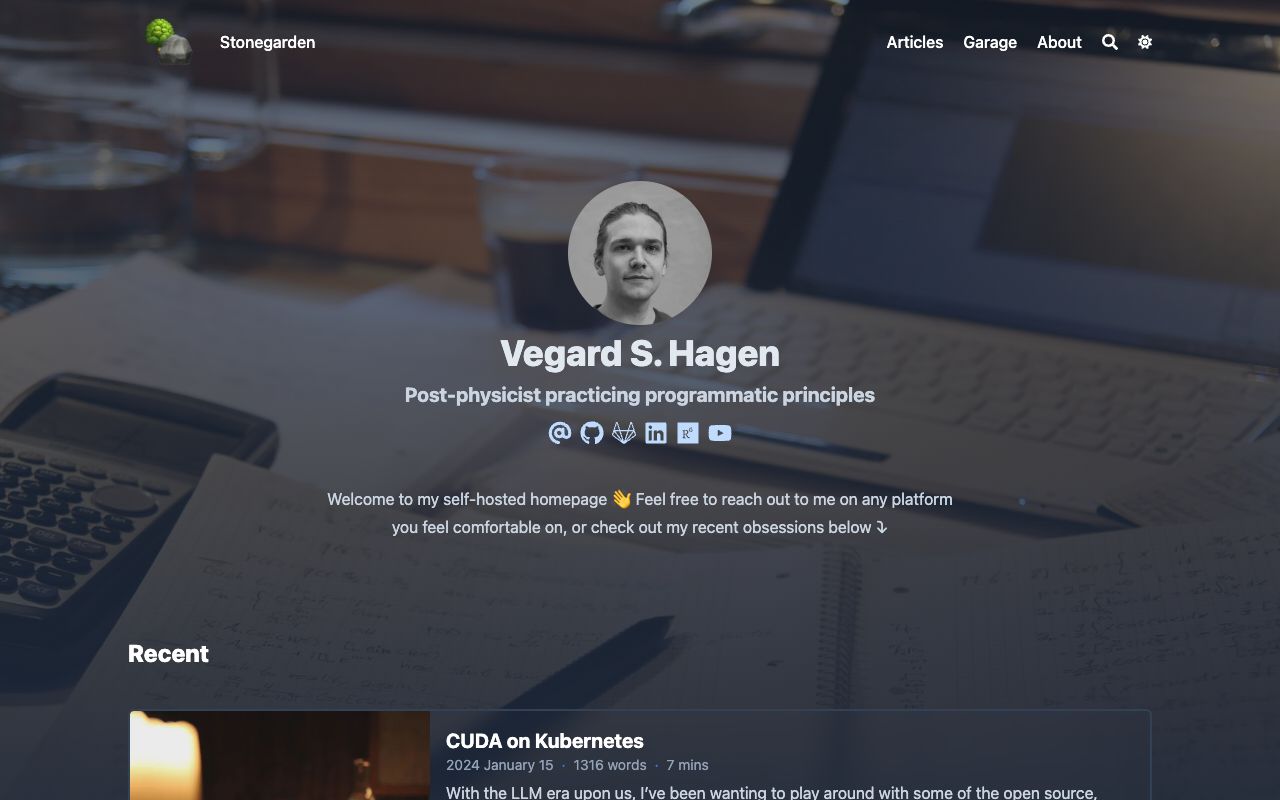 Stonegarden
Articles Garage About
Vegard S. Hagen
Post-physicist practicing programmatic principles
Welcome to my self-hosted homepage 👋 Feel free to reach out to me on any platform
you feel comfortable on, or check out my recent obsessions below ⤵
Recent
CUDA on Kubernetes
2024 January 15 · 1316 words · 7 mins
With the LLM era upon us, I’ve been wanting to play around with some of the open source,